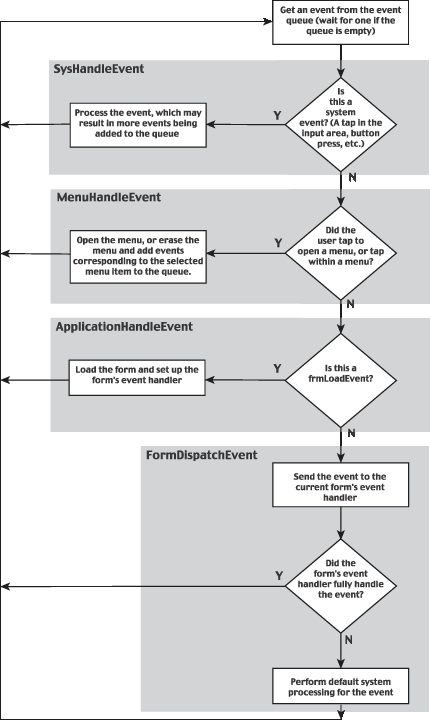 Get an event from the event
queue (wait for one if the
queue is empty)
SysHandleEvent
Is
this a
system
event? (A tap in the
input area, button
press, etc.)
Y
Process the event, which may
result in more events being
added to the queue
N
MenuHandleEvent
Did the
user tap to
open a menu, or tap
within a menu?
Y
Open the menu, or erase the
menu and add events
corresponding to the selected
menu item to the queue.
N
ApplicationHandleEvent
Is this a
frmLoadEvent?
Y
Load the form and set up the
form's event handler
N
FormDispatchEvent
Send the event to the
current form's event
handler
Did the
form's event
handler fully handle
the event?
Y
N
Perform default system
processing for the event